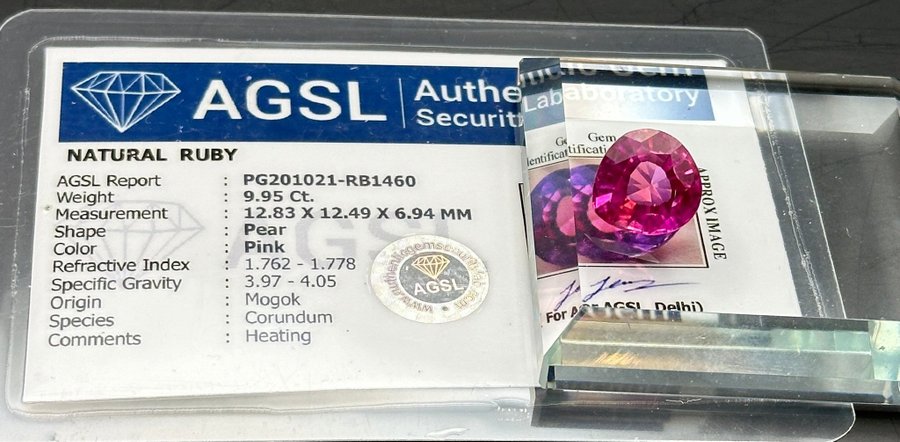 AGSL
Authe
Securit
Laboratory
NATURAL RUBY
AGSL Report : PG201021-RB1460
Weight : 9.95 Ct.
Measurement : 12.83 X 12.49 X 6.94 MM
Shape : Pear
Color : Pink
Refractive Index : 1.762 - 1.778
Specific Gravity : 3.97 - 4.05
Origin : Mogok
Species : Corundum
Comments : Heating
AGSL
Gem
APPROX IMAGE
AGSL, Delhi)